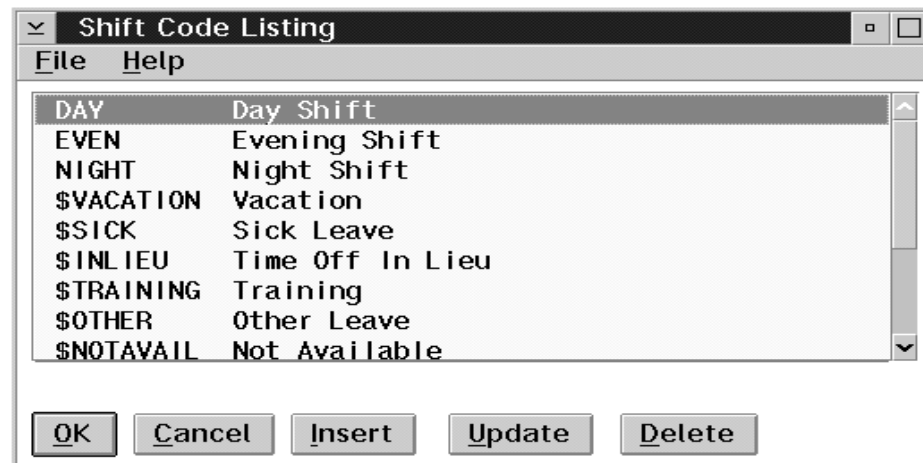 Shift Code Listing
File Help
DAY Day Shift
EVEN Evening Shift
NIGHT Night Shift
$VACATION Vacation
$SICK Sick Leave
$INLIEU Time Off In Lieu
$TRAINING Training
$OTHER Other Leave
$NOTAVAIL Not Available
OK Cancel Insert Update Delete